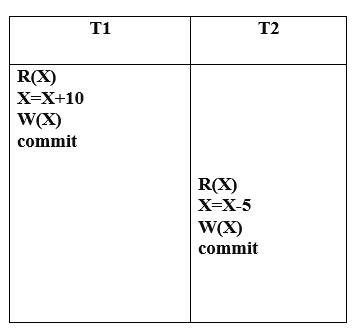 T1 T2
R(X)
X=X+10
W(X)
commit
R(X)
X=X-5
W(X)
commit